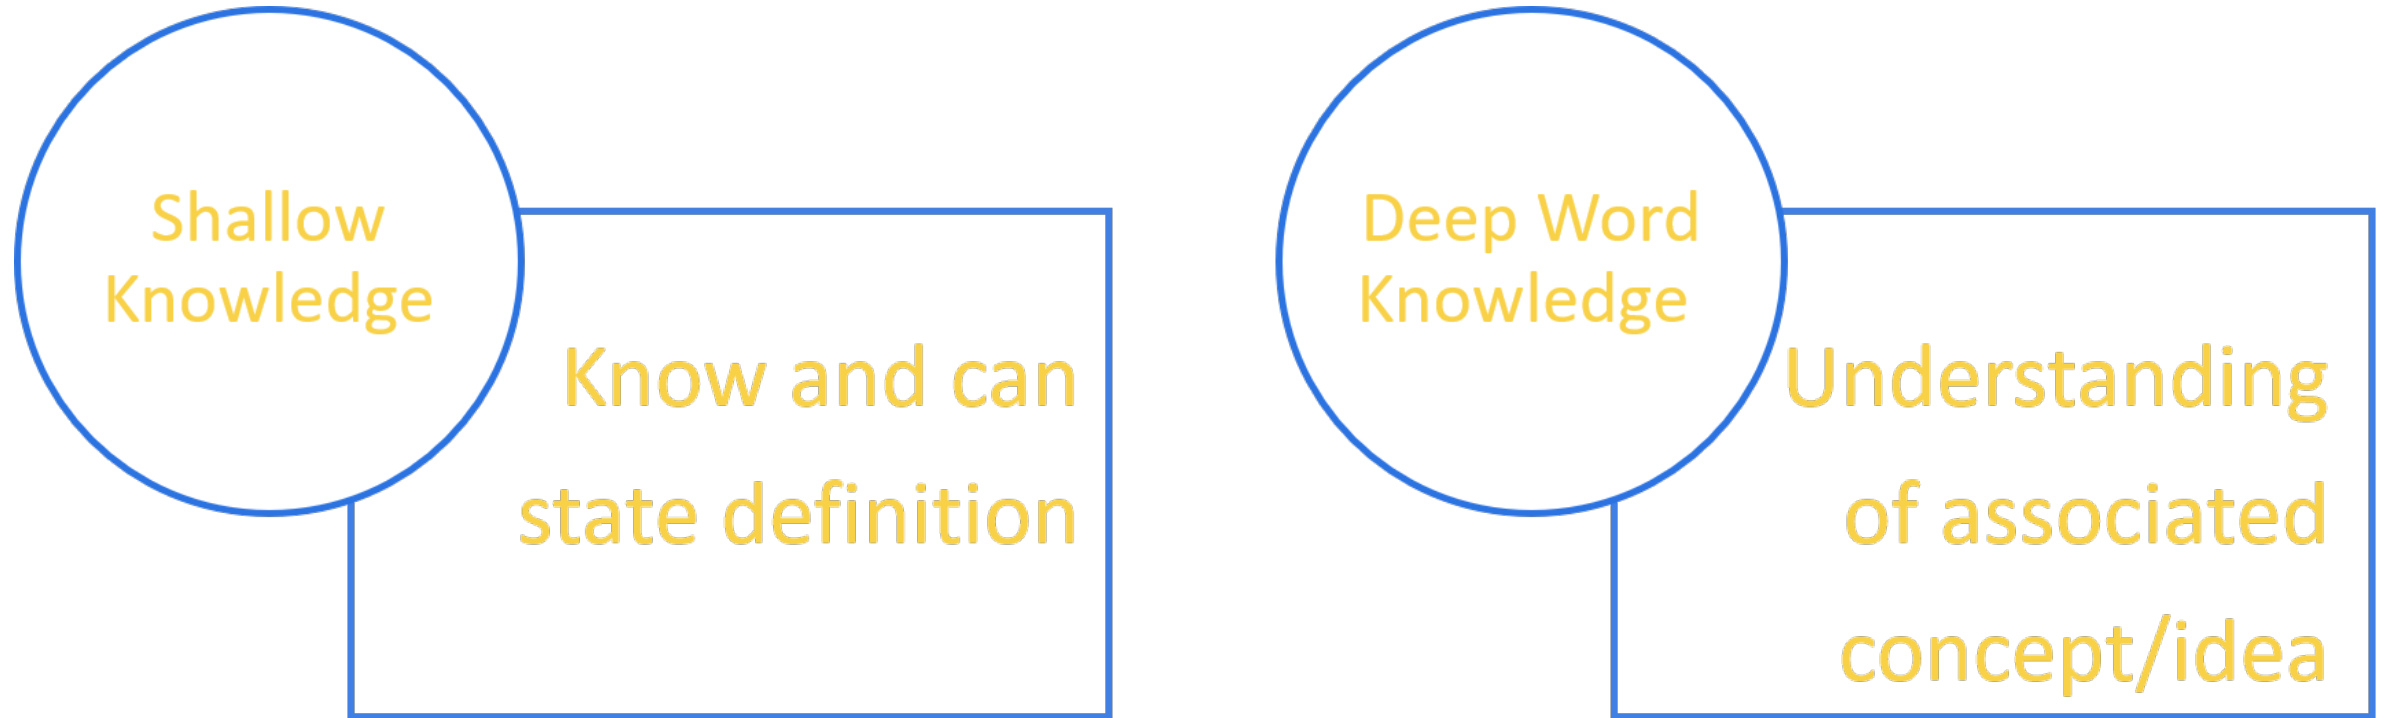 Shallow
Knowledge
Know and can
state definition
Deep Word
Knowledge
Understanding
of associated
concept/idea